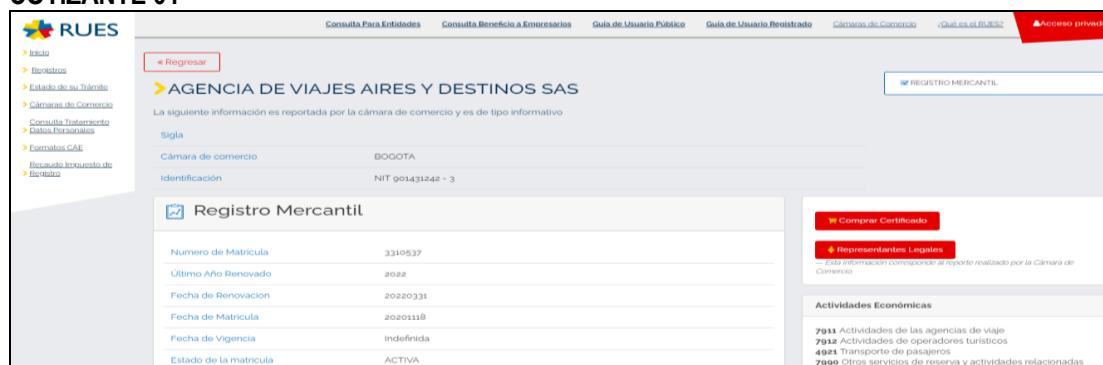 COTIZANTE 01
RUES
Consulta Para Entidades
Consulta Beneficio a Empresarios
Guía de Usuario Público
Guía de Usuario Registrado
Cámaras de Comercio
¿Qué es el RUES?
Acceso privado
> Inicio
> Registros
> Estado de su Trámite
> Cámaras de Comercio
Consulta Tratamiento
> Datos Personales
> Formatos CAE
Recaudo Impuesto de
> Registro
« Regresar
REGISTRO MERCANTIL
>AGENCIA DE VIAJES AIRES Y DESTINOS SAS
La siguiente información es reportada por la cámara de comercio y es de tipo informativo
Sigla
Cámara de comercio BOGOTA
Identificación NIT 901431242 - 3
Registro Mercantil
Numero de Matricula 3310537
Último Año Renovado 2022
Fecha de Renovacion 20220331
Fecha de Matricula 20201118
Fecha de Vigencia Indefinida
Estado de la matricula ACTIVA
Comprar Certificado
Representantes Legales
— Esta información corresponde al reporte realizado por la Cámara de
Comercio
Actividades Económicas
7911 Actividades de las agencias de viaje
7912 Actividades de operadores turísticos
4921 Transporte de pasajeros
7990 Otros servicios de reserva y actividades relacionadas